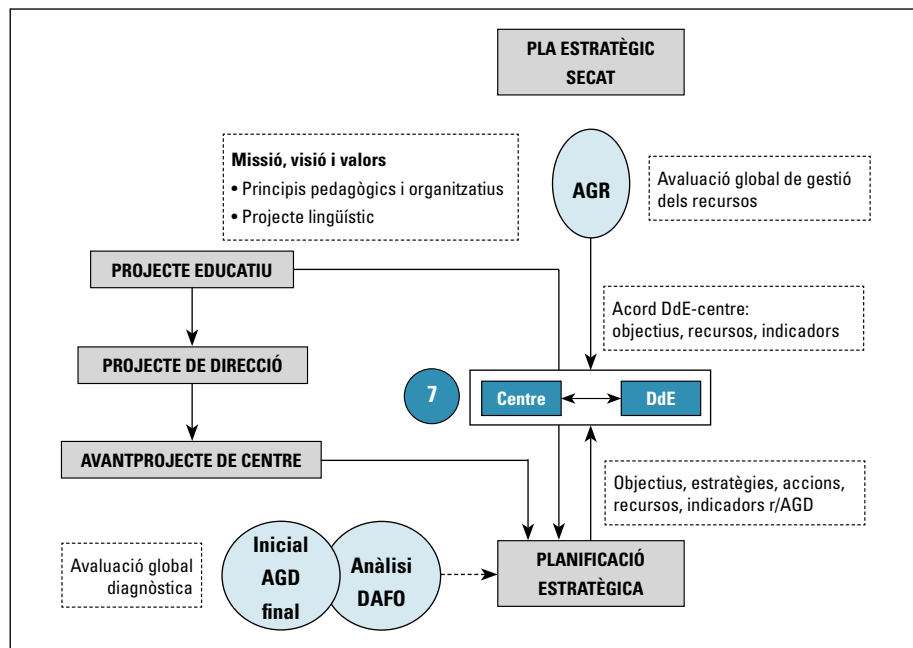 PLA ESTRATÈGIC
SECAT
Missió, visió i valors
• Principis pedagògics i organitzatius
• Projecte lingüístic
AGR
Avaluació global de gestió
dels recursos
PROJECTE EDUCATIU
Acord DdE-centre:
objectius, recursos, indicadors
PROJECTE DE DIRECCIÓ
7
Centre
DdE
AVANTPROJECTE DE CENTRE
Objectius, estratègies, accions,
recursos, indicadors r/AGD
Avaluació global
diagnòstica
Inicial
AGD
final
Anàlisi
DAFO
PLANIFICACIÓ
ESTRATÈGICA